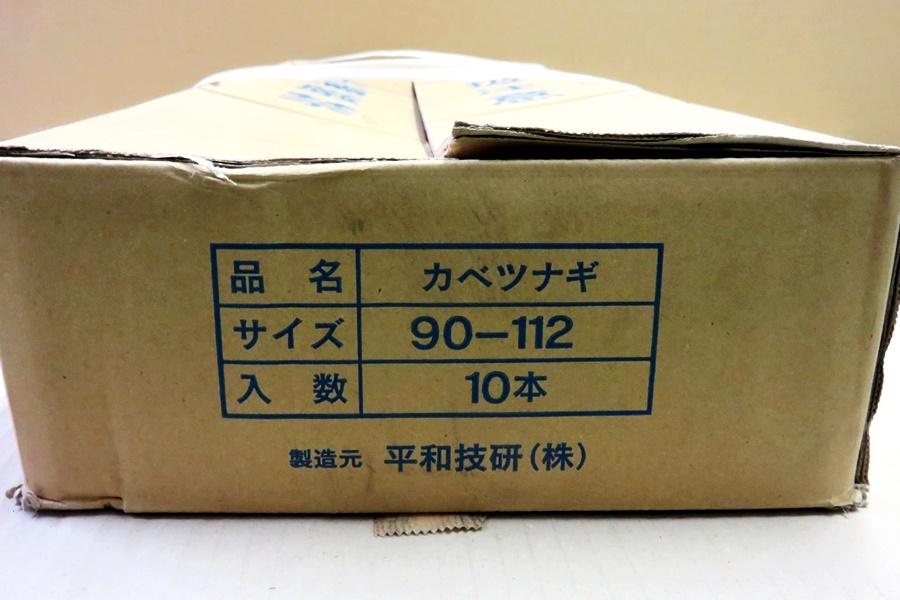 品 名 カベツナギ
サイズ 90-112
入 数 10本
製造元 平和技研(株)